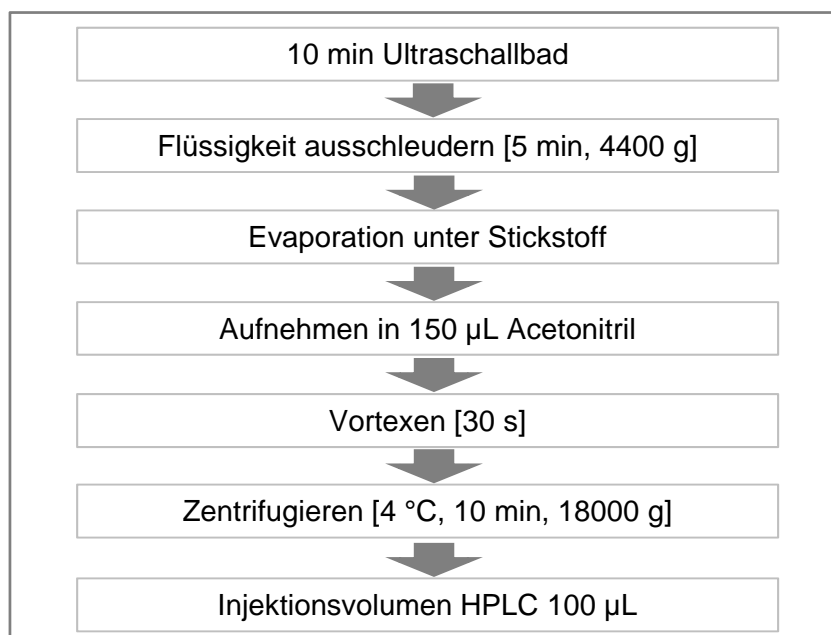 10 min Ultraschallbad
Flüssigkeit ausschleudern [5 min, 4400 g]
Evaporation unter Stickstoff
Aufnehmen in 150 µL Acetonitril
Vortexen [30 s]
Zentrifugieren [4 °C, 10 min, 18000 g]
Injektionsvolumen HPLC 100 µL